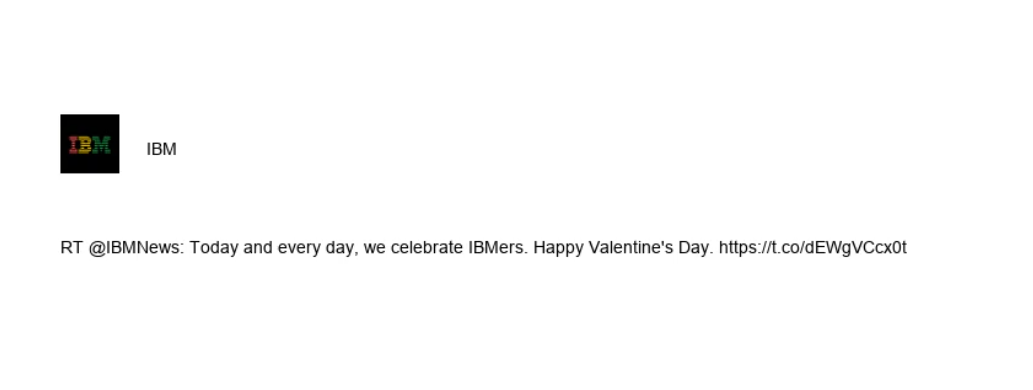 IBM
IBM
RT @IBMNews: Today and every day, we celebrate IBMers. Happy Valentine's Day. https://t.co/dEWgVCcx0t